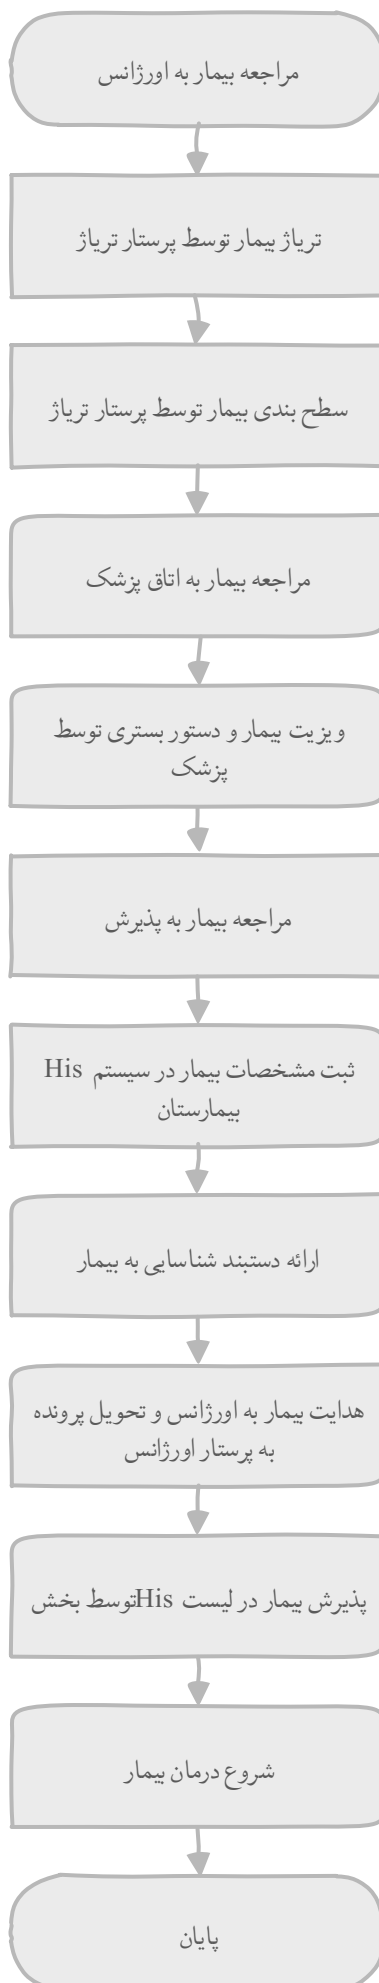 مراجعه بیمار به اورژانس
تریاژ بیمار توسط پرستار تریاژ
سطح بندی بیمار توسط پرستار تریاژ
مراجعه بیمار به اتاق پزشک
ویزیت بیمار و دستور بستری توسط
پزشک
مراجعه بیمار به پذیرش
ثبت مشخصات بیمار در سیستم His
بیمارستان
ارائه دستبند شناسایی به بیمار
هدایت بیمار به اورژانس و تحویل پرونده
به پرستار اورژانس
پذیرش بیمار در لیست Hisتوسط بخش
شروع درمان بیمار
پایان